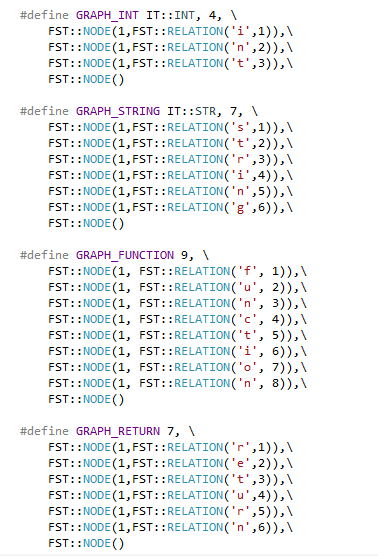 #define GRAPH_INT IT::INT, 4, \
FST::NODE(1,FST::RELATION('i',1)),\
FST::NODE(1,FST::RELATION('n',2)),\
FST::NODE(1,FST::RELATION('t',3)),\
FST::NODE()
#define GRAPH_STRING IT::STR, 7, \
FST::NODE(1,FST::RELATION('s',1)),\
FST::NODE(1,FST::RELATION('t',2)),\
FST::NODE(1,FST::RELATION('r',3)),\
FST::NODE(1,FST::RELATION('i',4)),\
FST::NODE(1,FST::RELATION('n',5)),\
FST::NODE(1,FST::RELATION('g',6)),\
FST::NODE()
#define GRAPH_FUNCTION 9, \
FST::NODE(1, FST::RELATION('f', 1)),\
FST::NODE(1, FST::RELATION('u', 2)),\
FST::NODE(1, FST::RELATION('n', 3)),\
FST::NODE(1, FST::RELATION('c', 4)),\
FST::NODE(1, FST::RELATION('t', 5)),\
FST::NODE(1, FST::RELATION('i', 6)),\
FST::NODE(1, FST::RELATION('o', 7)),\
FST::NODE(1, FST::RELATION('n', 8)),\
FST::NODE()
#define GRAPH_RETURN 7, \
FST::NODE(1,FST::RELATION('r',1)),\
FST::NODE(1,FST::RELATION('e',2)),\
FST::NODE(1,FST::RELATION('t',3)),\
FST::NODE(1,FST::RELATION('u',4)),\
FST::NODE(1,FST::RELATION('r',5)),\
FST::NODE(1,FST::RELATION('n',6)),\
FST::NODE()